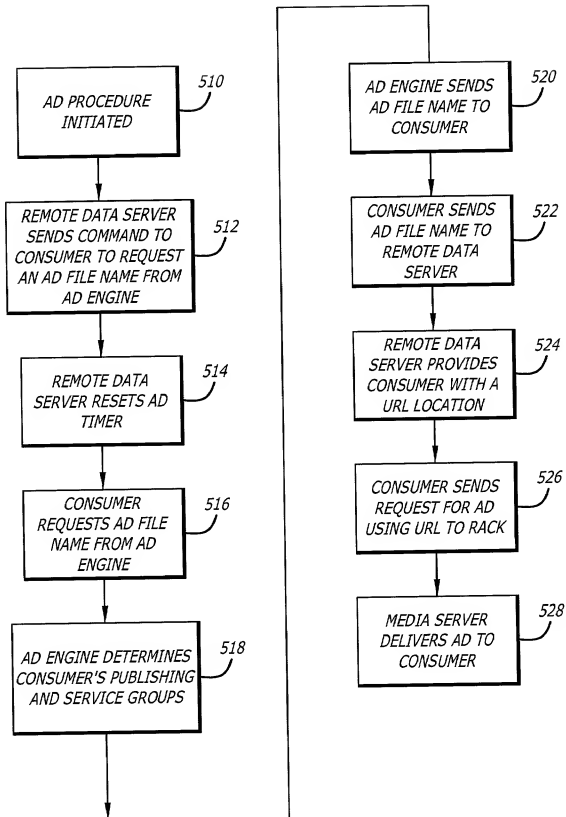 AD PROCEDURE
INITIATED
510
REMOTE DATA SERVER
SENDS COMMAND TO
CONSUMER TO REQUEST
AN AD FILE NAME FROM
AD ENGINE
512
REMOTE DATA
SERVER RESETS AD
TIMER
514
CONSUMER
REQUESTS AD FILE
NAME FROM AD
ENGINE
516
AD ENGINE DETERMINES
CONSUMER'S PUBLISHING
AND SERVICE GROUPS
518
AD ENGINE SENDS
AD FILE NAME TO
CONSUMER
520
CONSUMER SENDS
AD FILE NAME TO
REMOTE DATA
SERVER
522
REMOTE DATA
SERVER PROVIDES
CONSUMER WITH A
URL LOCATION
524
CONSUMER SENDS
REQUEST FOR AD
USING URL TO RACK
526
MEDIA SERVER
DELIVERS AD TO
CONSUMER
528